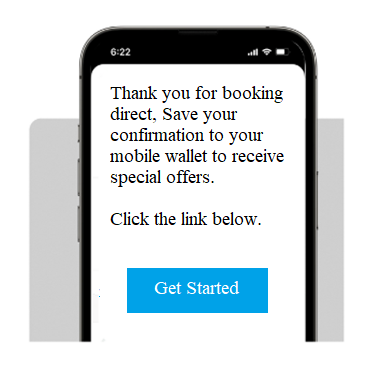 6:22
Thank you for booking
direct, Save your
confirmation to your
mobile wallet to receive
special offers.
Click the link below.
Get Started